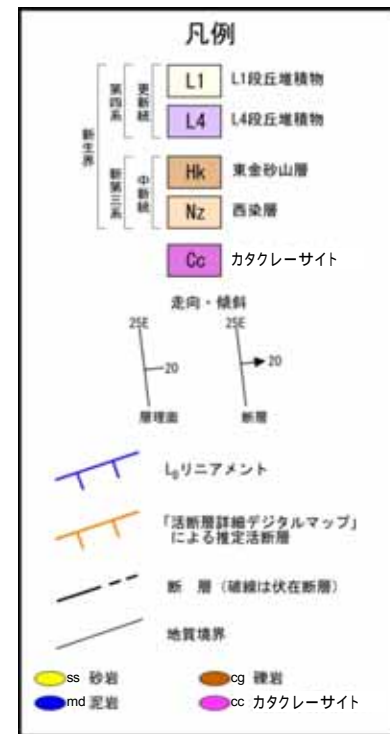 凡例
新生界
第四系
更新統
L1 L1段丘堆積物
L4 L4段丘堆積物
新第三系
中新統
Hk 東金砂山層
Nz 西染層
Cc カタクレーサイト
走向・傾斜
25E 25E
20 20
層理面 断層
LDリニアメント
「活断層詳細デジタルマップ」
による推定活断層
断 層（破線は伏在断層）
地質境界
ss 砂岩 cg 礫岩
md 泥岩 cc カタクレーサイト